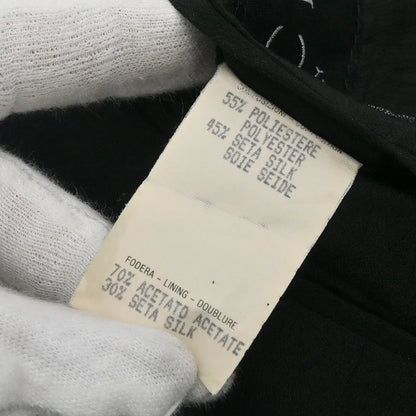 55% POLIESTERE
POLYESTER
45% SETA SILK
SOIE SEIDE
FODERA - LINING - DOUBLURE
70% ACETATO ACETATE
30% SETA SILK